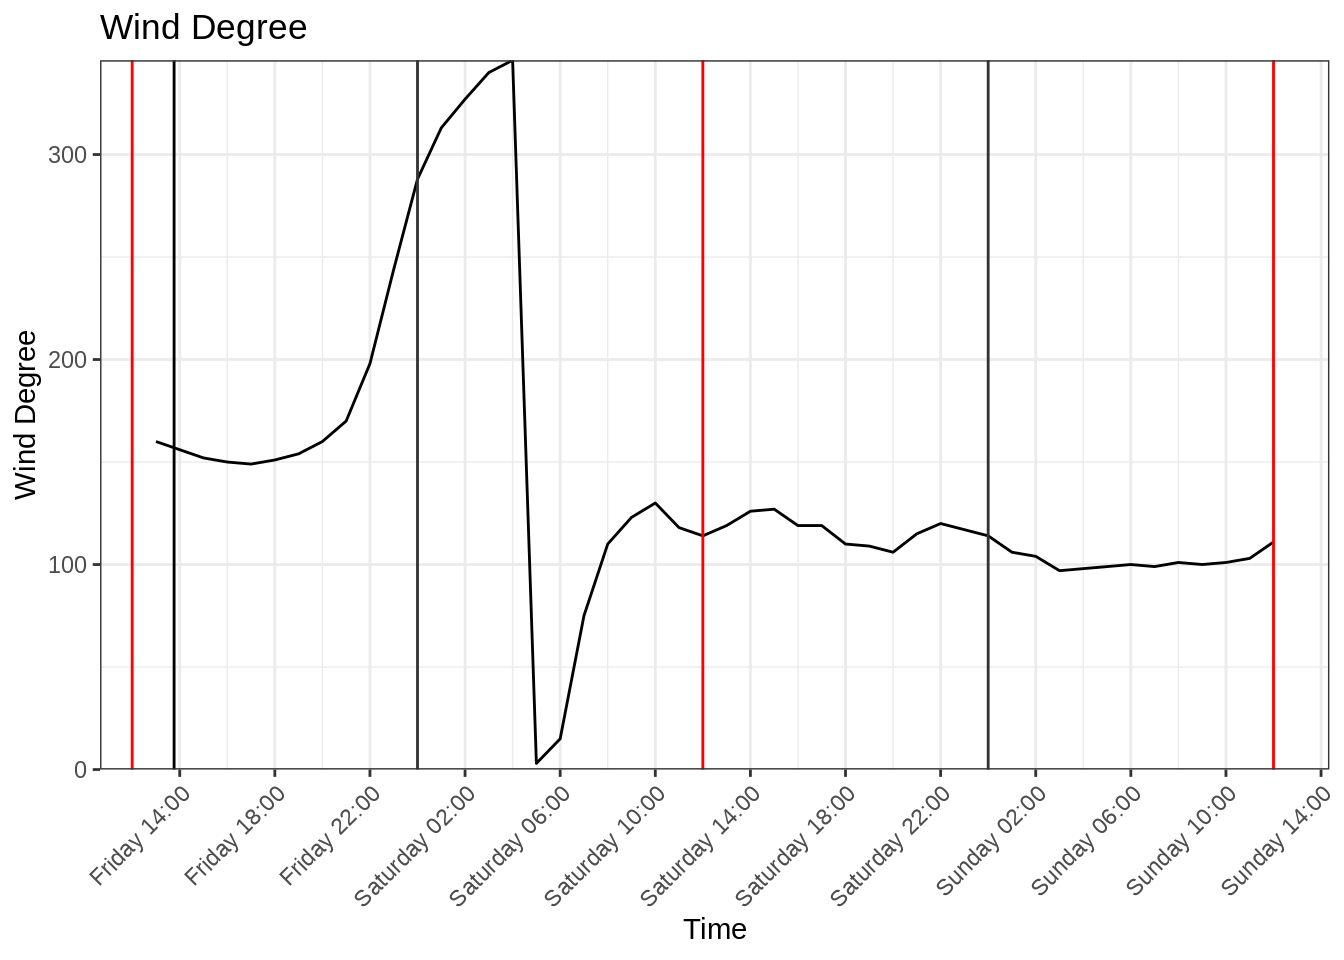 Wind Degree
Wind Degree
300
200
100
0
Friday 14:00
Friday 18:00
Friday 22:00
Saturday 02:00
Saturday 06:00
Saturday 10:00
Saturday 14:00
Saturday 18:00
Saturday 22:00
Sunday 02:00
Sunday 06:00
Sunday 10:00
Sunday 14:00
Time